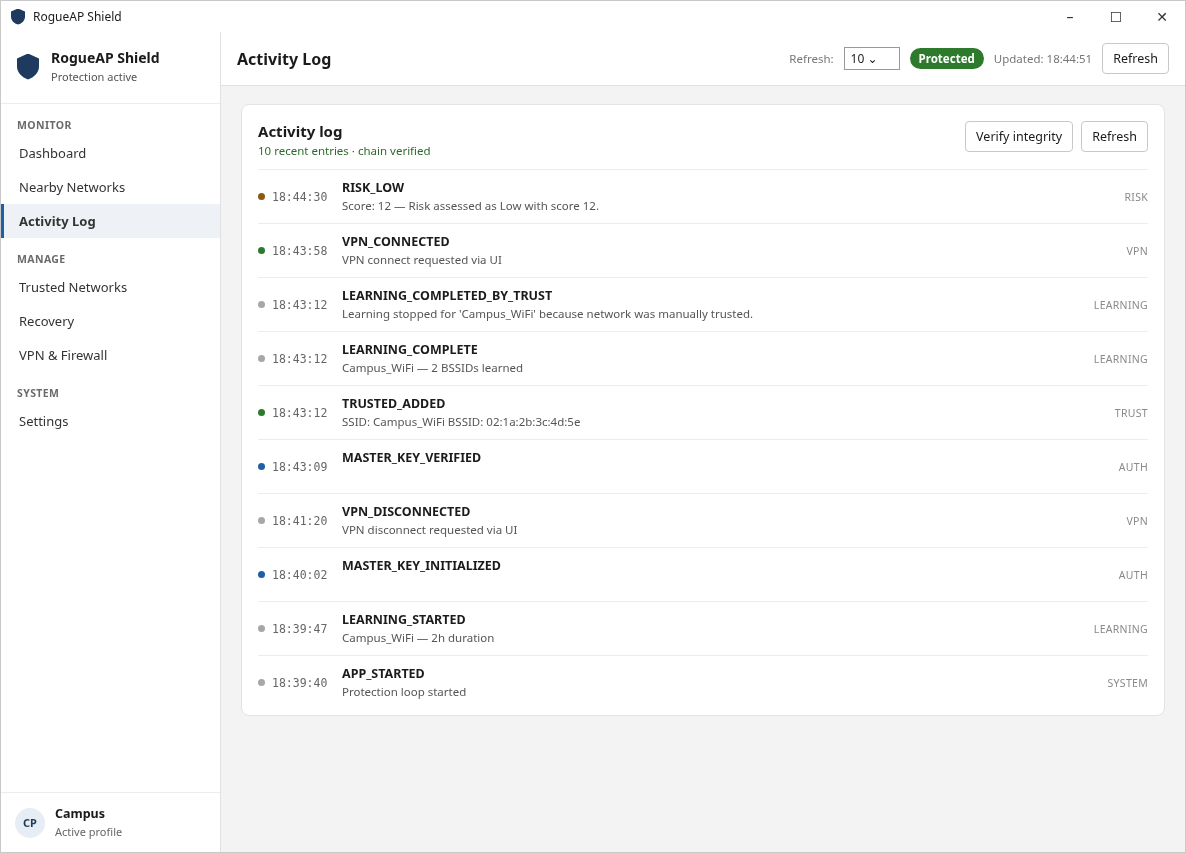 RogueAP Shield
RogueAP Shield
Protection active
MONITOR
Dashboard
Nearby Networks
Activity Log
MANAGE
Trusted Networks
Recovery
VPN & Firewall
SYSTEM
Settings
CP
Campus
Active profile
Activity Log
Refresh: 10 Protected Updated: 18:44:51 Refresh
Activity log
10 recent entries · chain verified
Verify integrity Refresh
18:44:30 RISK_LOW RISK
Score: 12 — Risk assessed as Low with score 12.
18:43:58 VPN_CONNECTED VPN
VPN connect requested via UI
18:43:12 LEARNING_COMPLETED_BY_TRUST LEARNING
Learning stopped for 'Campus_WiFi' because network was manually trusted.
18:43:12 LEARNING_COMPLETE LEARNING
Campus_WiFi — 2 BSSIDs learned
18:43:12 TRUSTED_ADDED TRUST
SSID: Campus_WiFi BSSID: 02:1a:2b:3c:4d:5e
18:43:09 MASTER_KEY_VERIFIED AUTH
18:41:20 VPN_DISCONNECTED VPN
VPN disconnect requested via UI
18:40:02 MASTER_KEY_INITIALIZED AUTH
18:39:47 LEARNING_STARTED LEARNING
Campus_WiFi — 2h duration
18:39:40 APP_STARTED SYSTEM
Protection loop started